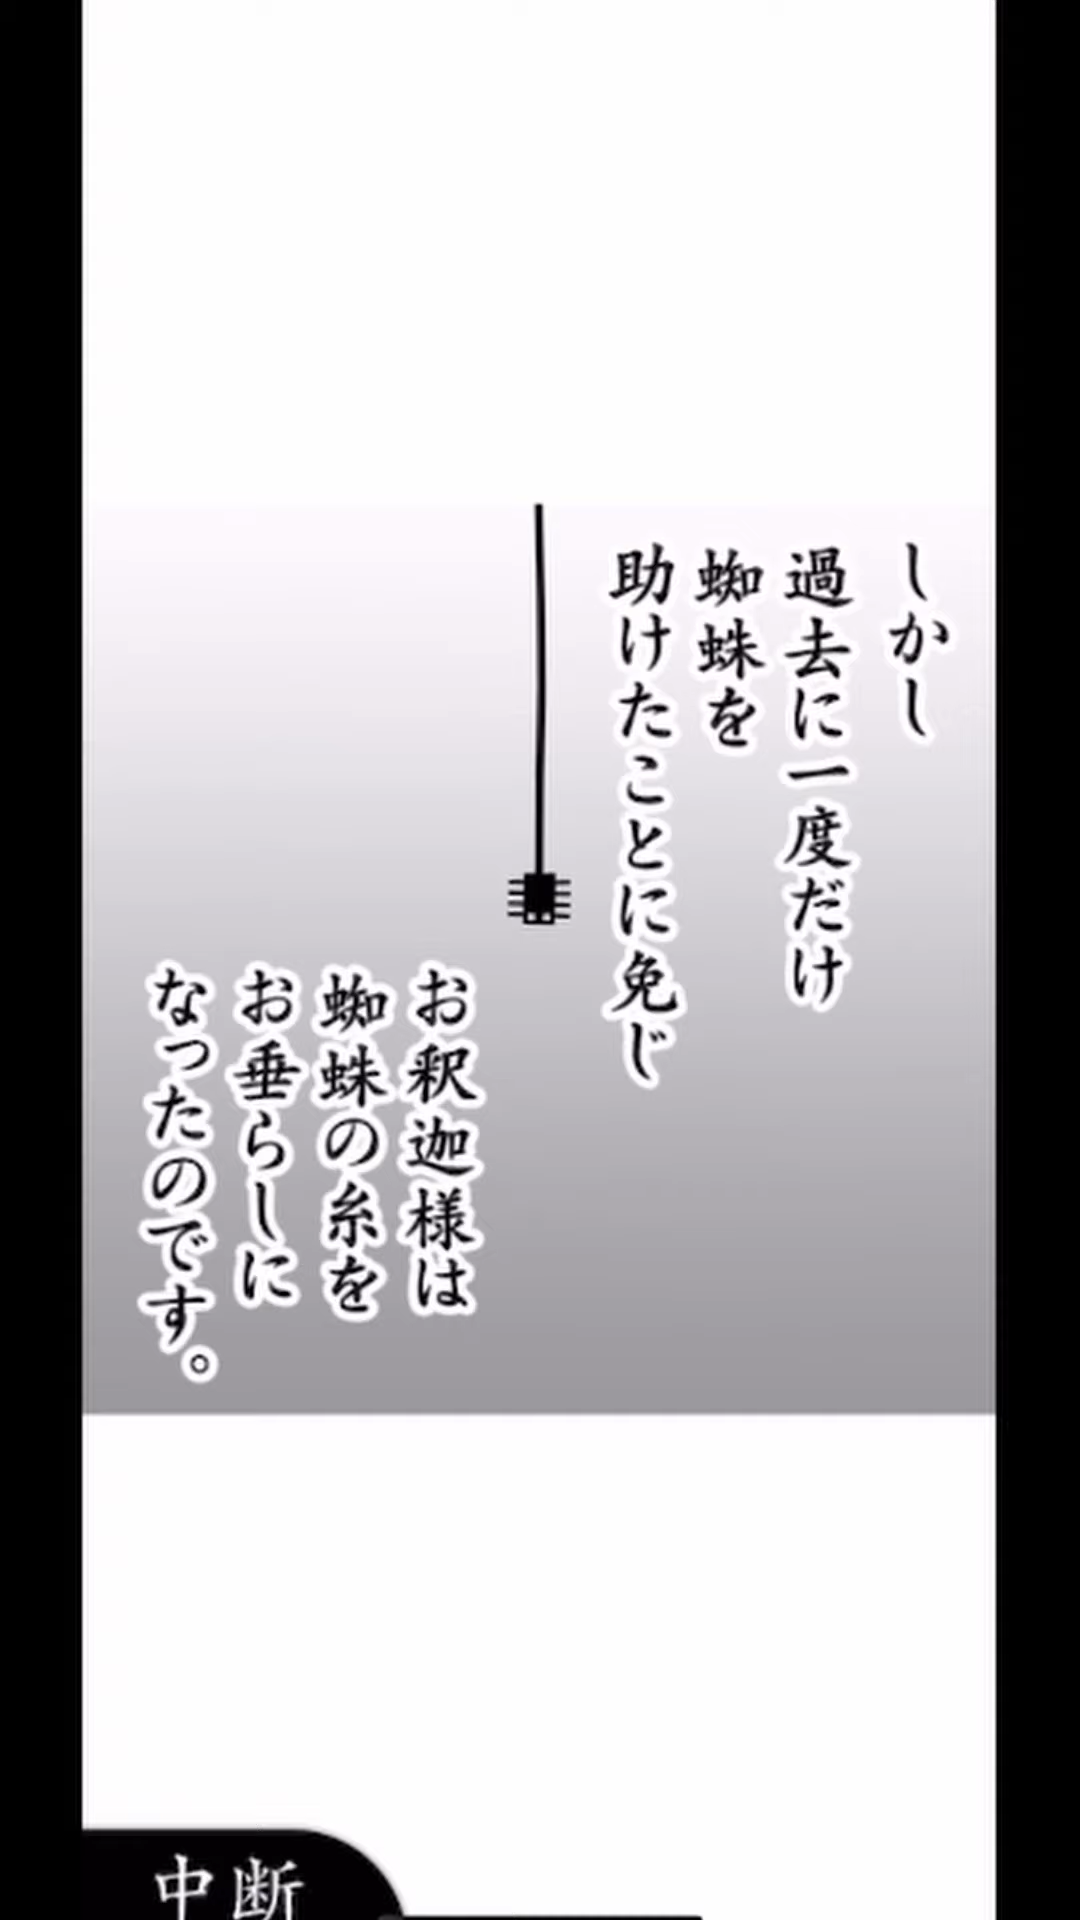 しかし
過去に一度だけ
蜘蛛を
助けたことに免じ
お釈迦様は
蜘蛛の糸を
お垂らしに
なったのです。
中断